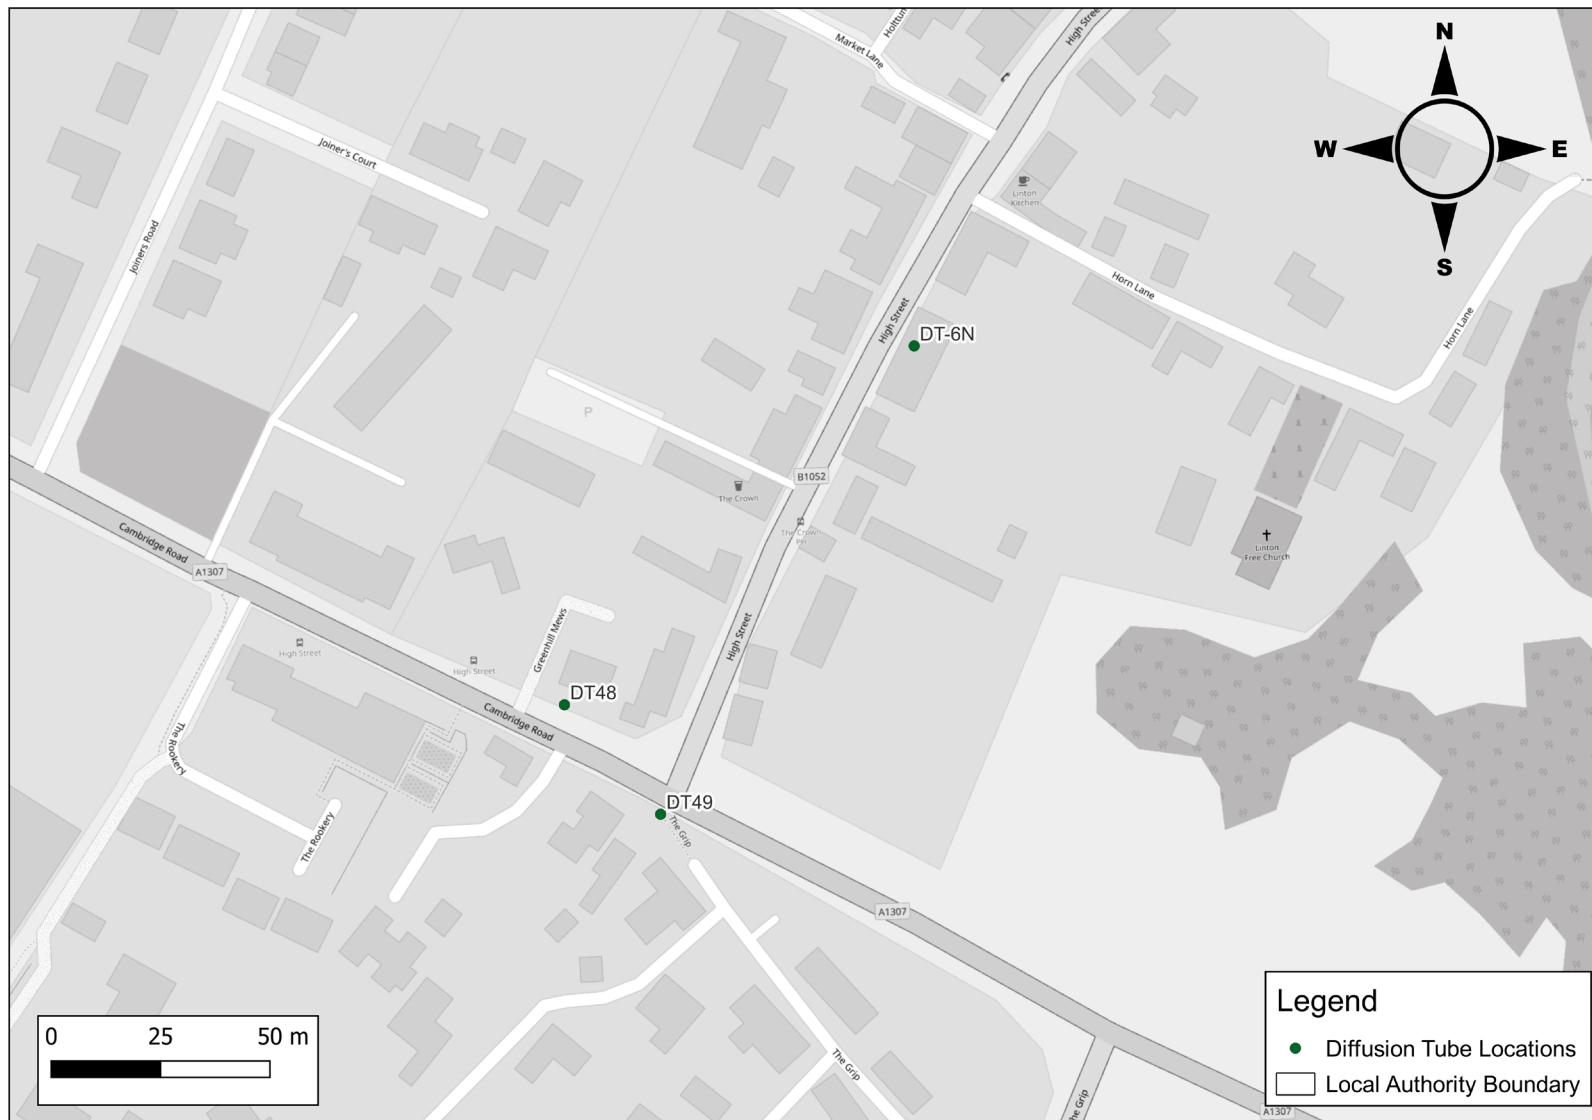 High Street
Holttum
Market Lane
N
W
E
S
Joiner's Court
Joiners Road
Linton
Kitchen
Horn Lane
High Street
Horn Lane
DT-6N
P
B1052
The Crown
The Crown
PH
Linton
Free Church
Cambridge Road
A1307
High Street
High Street
Greenhill Mews
High Street
DT48
Cambridge Road
The Rookery
DT49
The Grip
The Rookery
A1307
The Grip
The Grip
A1307
0 25 50 m
Legend
Diffusion Tube Locations
Local Authority Boundary